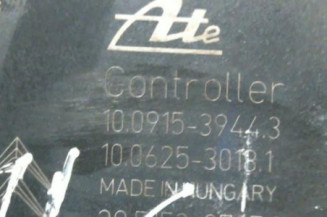 Ate
Controller
10.0915-3944.3
10.0625-3018.1
MADE IN HUNGARY